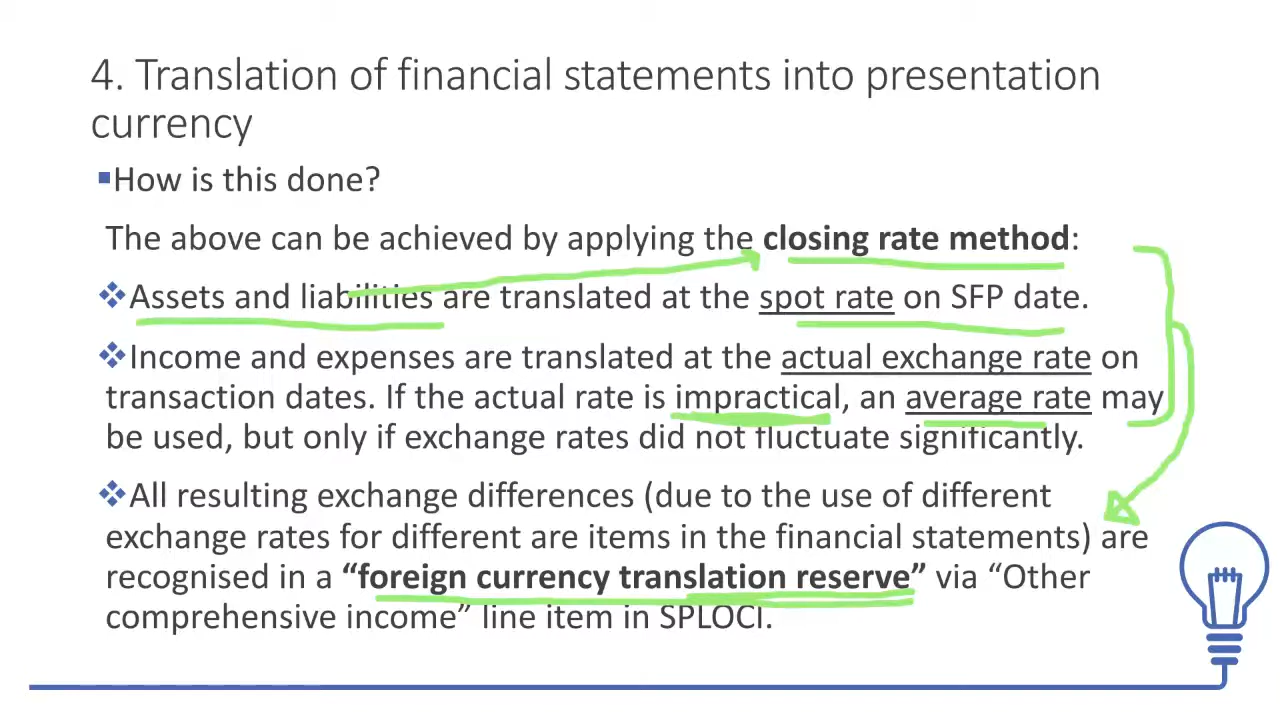 4. Translation of financial statements into presentation
currency
▪How is this done?
The above can be achieved by applying the closing rate method:
❖Assets and liabilities are translated at the spot rate on SFP date.
❖Income and expenses are translated at the actual exchange rate on
transaction dates. If the actual rate is impractical, an average rate may
be used, but only if exchange rates did not fluctuate significantly.
❖All resulting exchange differences (due to the use of different
exchange rates for different are items in the financial statements) are
recognised in a “foreign currency translation reserve” via “Other
comprehensive income” line item in SPLOCI.